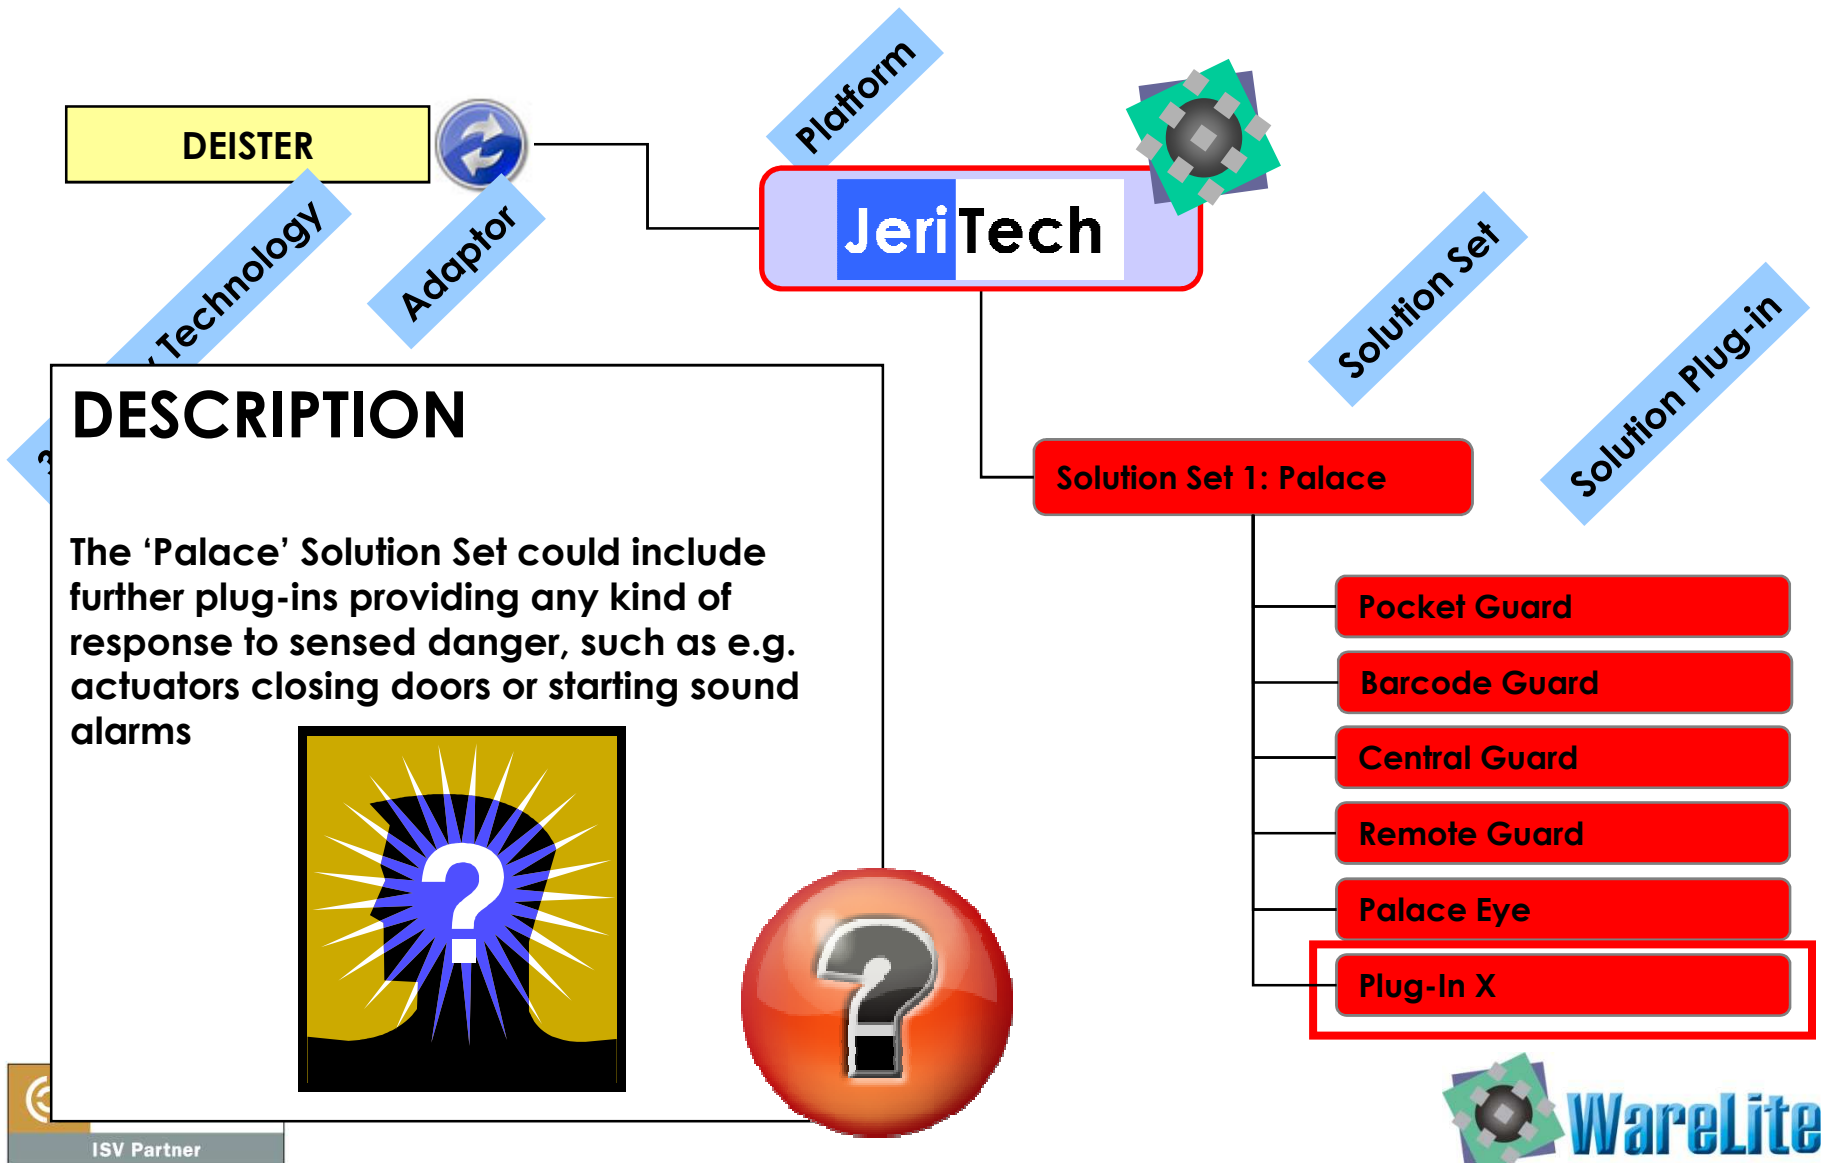 Platform
DEISTER
JeriTech
Technology
Adaptor
Solution Set
Solution Plug-in
DESCRIPTION
The ‘Palace’ Solution Set could include
further plug-ins providing any kind of
response to sensed danger, such as e.g.
actuators closing doors or starting sound
alarms
?
?
Solution Set 1: Palace
Pocket Guard
Barcode Guard
Central Guard
Remote Guard
Palace Eye
Plug-In X
ISV Partner
WareLite